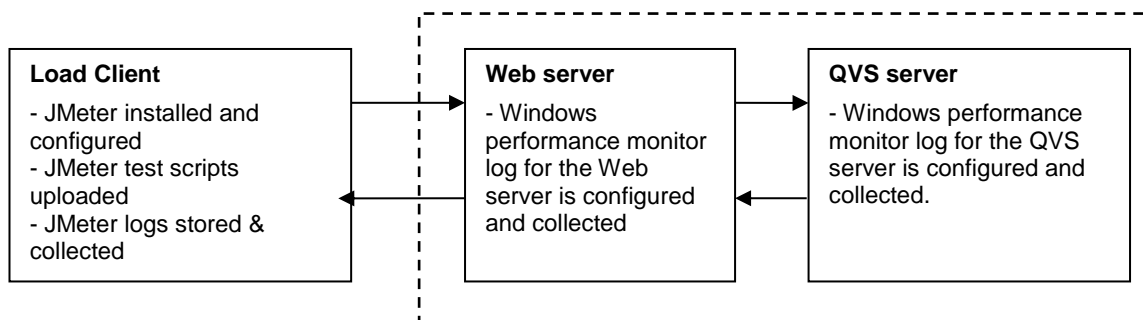 Load Client
- JMeter installed and
configured
- JMeter test scripts
uploaded
- JMeter logs stored &
collected
Web server
- Windows
performance monitor
log for the Web
server is configured
and collected
QVS server
- Windows performance
monitor log for the QVS
server is configured and
collected.